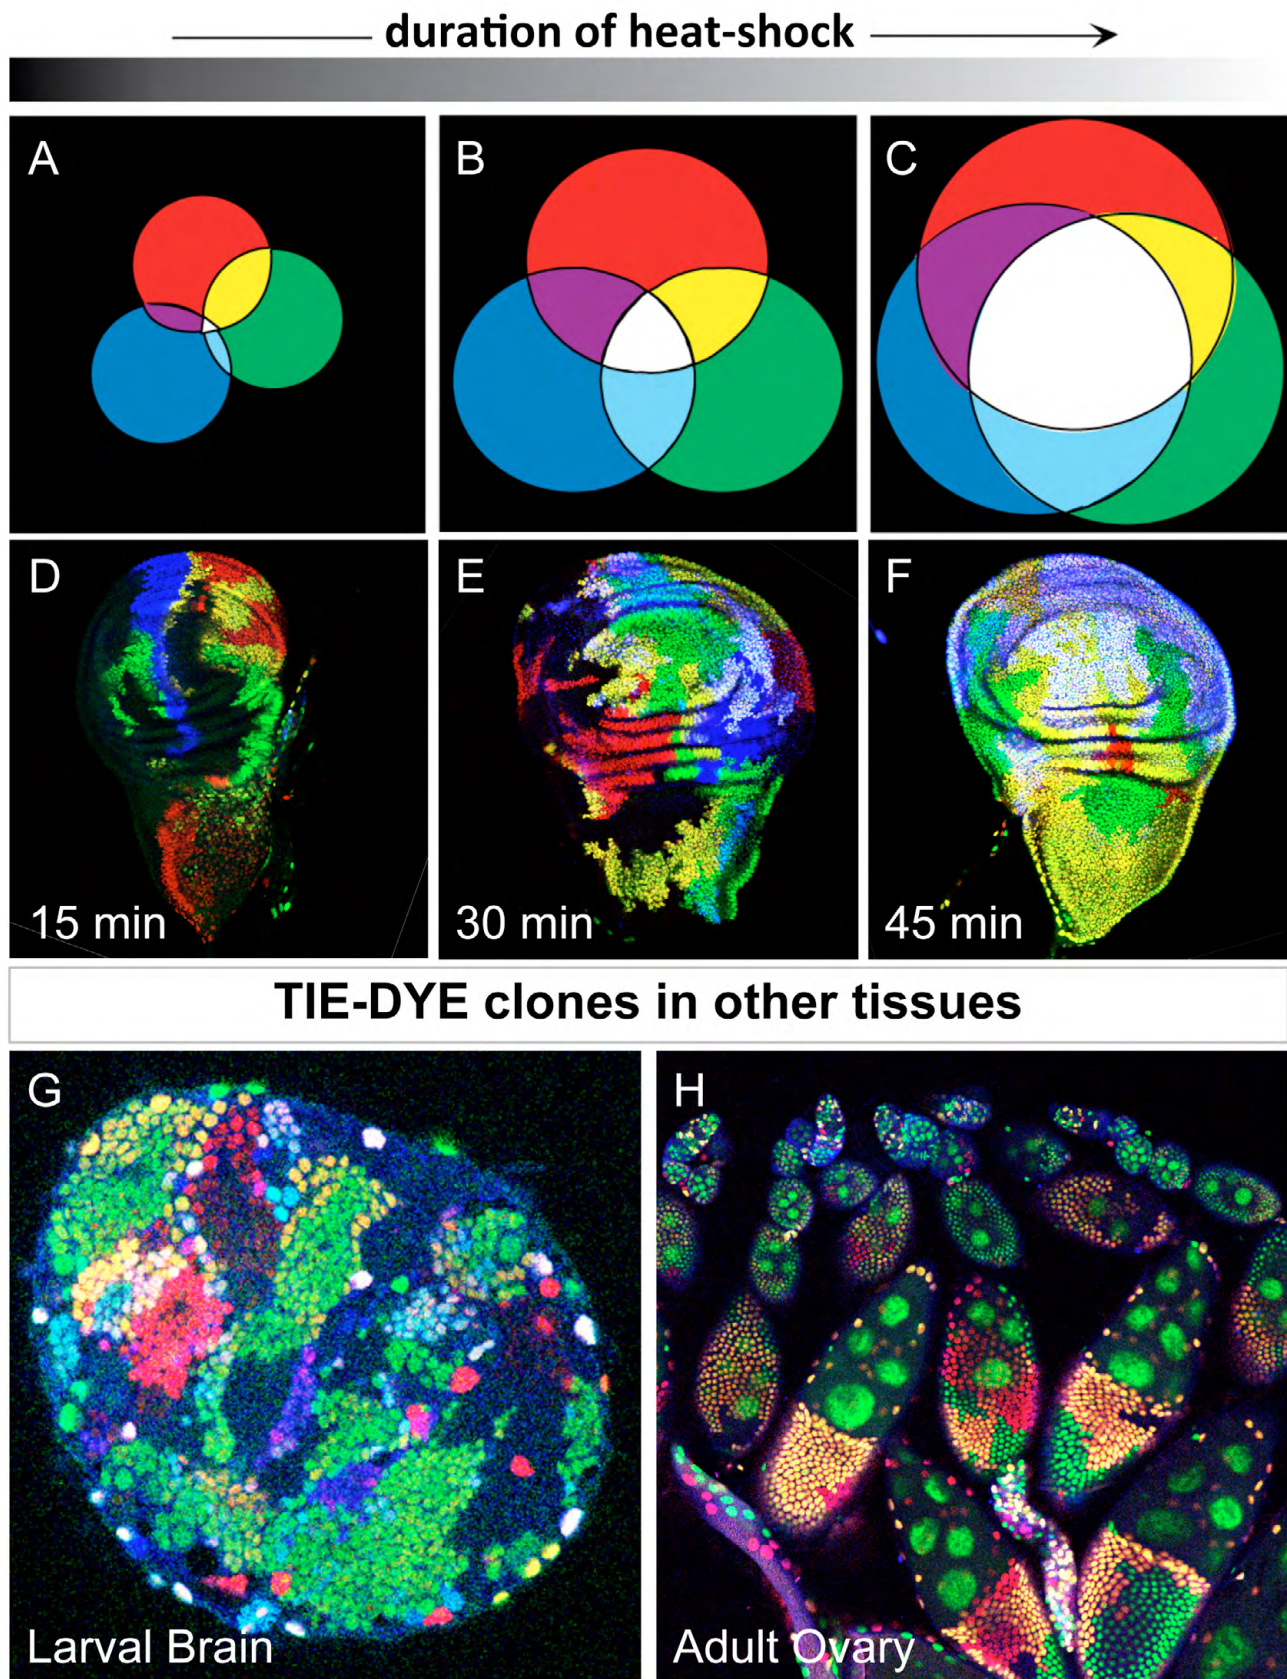 duration of heat-shock
A
B
C
D
E
F
15 min
30 min
45 min
TIE-DYE clones in other tissues
G
H
Larval Brain
Adult Ovary